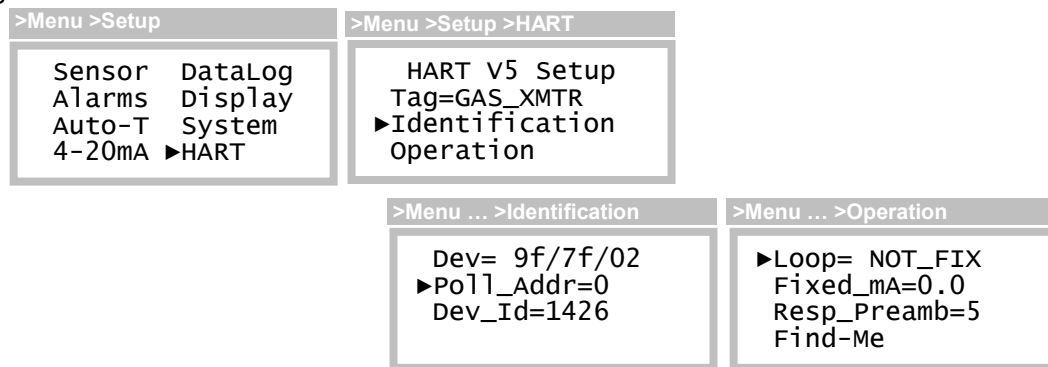 >Menu >Setup
Sensor DataLog
Alarms Display
Auto-T System
4-20mA ►HART
>Menu >Setup >HART
HART V5 Setup
Tag=GAS_XMTR
►Identification
Operation
>Menu … >Identification
Dev= 9f/7f/02
►Poll_Addr=0
Dev_Id=1426
>Menu … >Operation
►Loop= NOT_FIX
Fixed_mA=0.0
Resp_Preamb=5
Find-Me